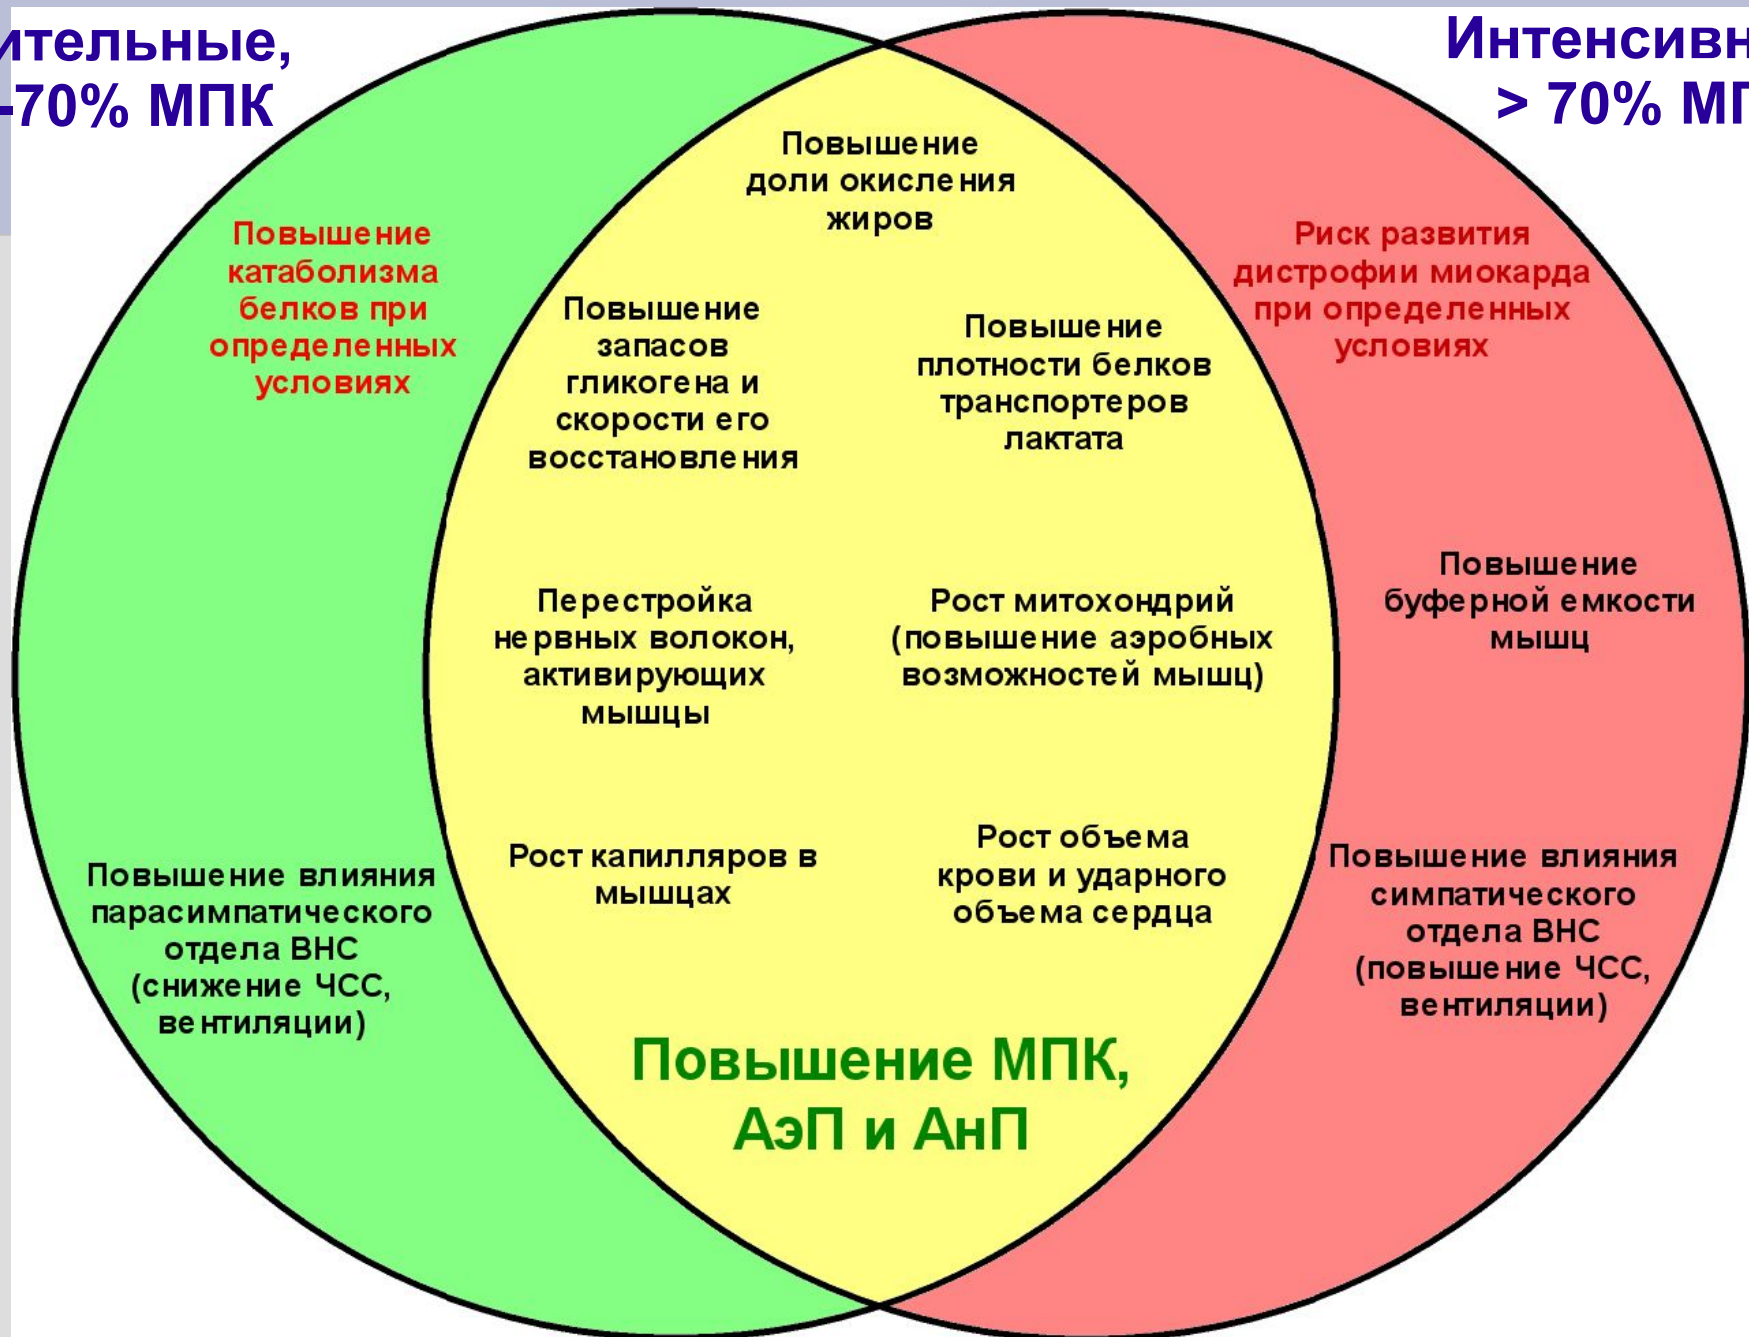 ительные,
-70% МПК
Интенсивн
> 70% МП
Повышение
доли окисления
жиров
Повышение
катаболизма
белков при
определенных
условиях
Повышение
запасов
гликогена и
скорости его
восстановления
Повышение
плотности белков
транспортеров
лактата
Риск развития
дистрофии миокарда
при определенных
условиях
Перестройка
нервных волокон,
активирующих
мышцы
Рост митохондрий
(повышение аэробных
возможностей мышц)
Повышение
буферной емкости
мышц
Повышение влияния
парасимпатического
отдела ВНС
(снижение ЧСС,
вентиляции)
Рост капилляров в
мышцах
Рост объема
крови и ударного
объема сердца
Повышение влияния
симпатического
отдела ВНС
(повышение ЧСС,
вентиляции)
Повышение МПК,
АэП и АнП